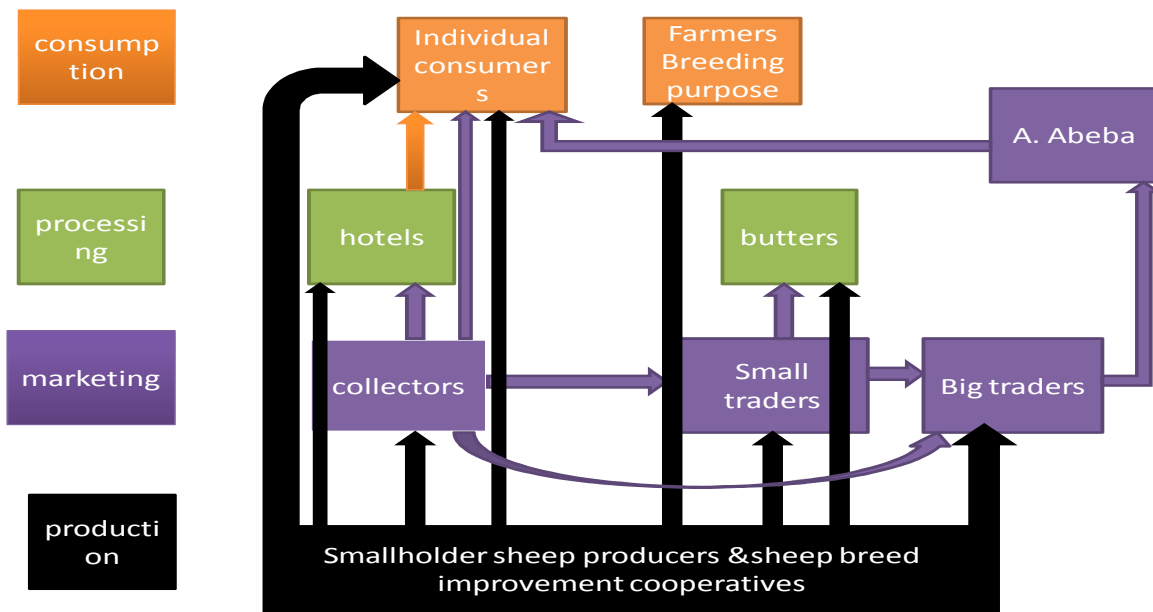 consump
tion
Individual
consumer
s
Farmers
Breeding
purpose
A. Abeba
processi
ng
hotels
butters
marketing
collectors
Small
traders
Big traders
producti
on
Smallholder sheep producers &sheep breed
improvement cooperatives